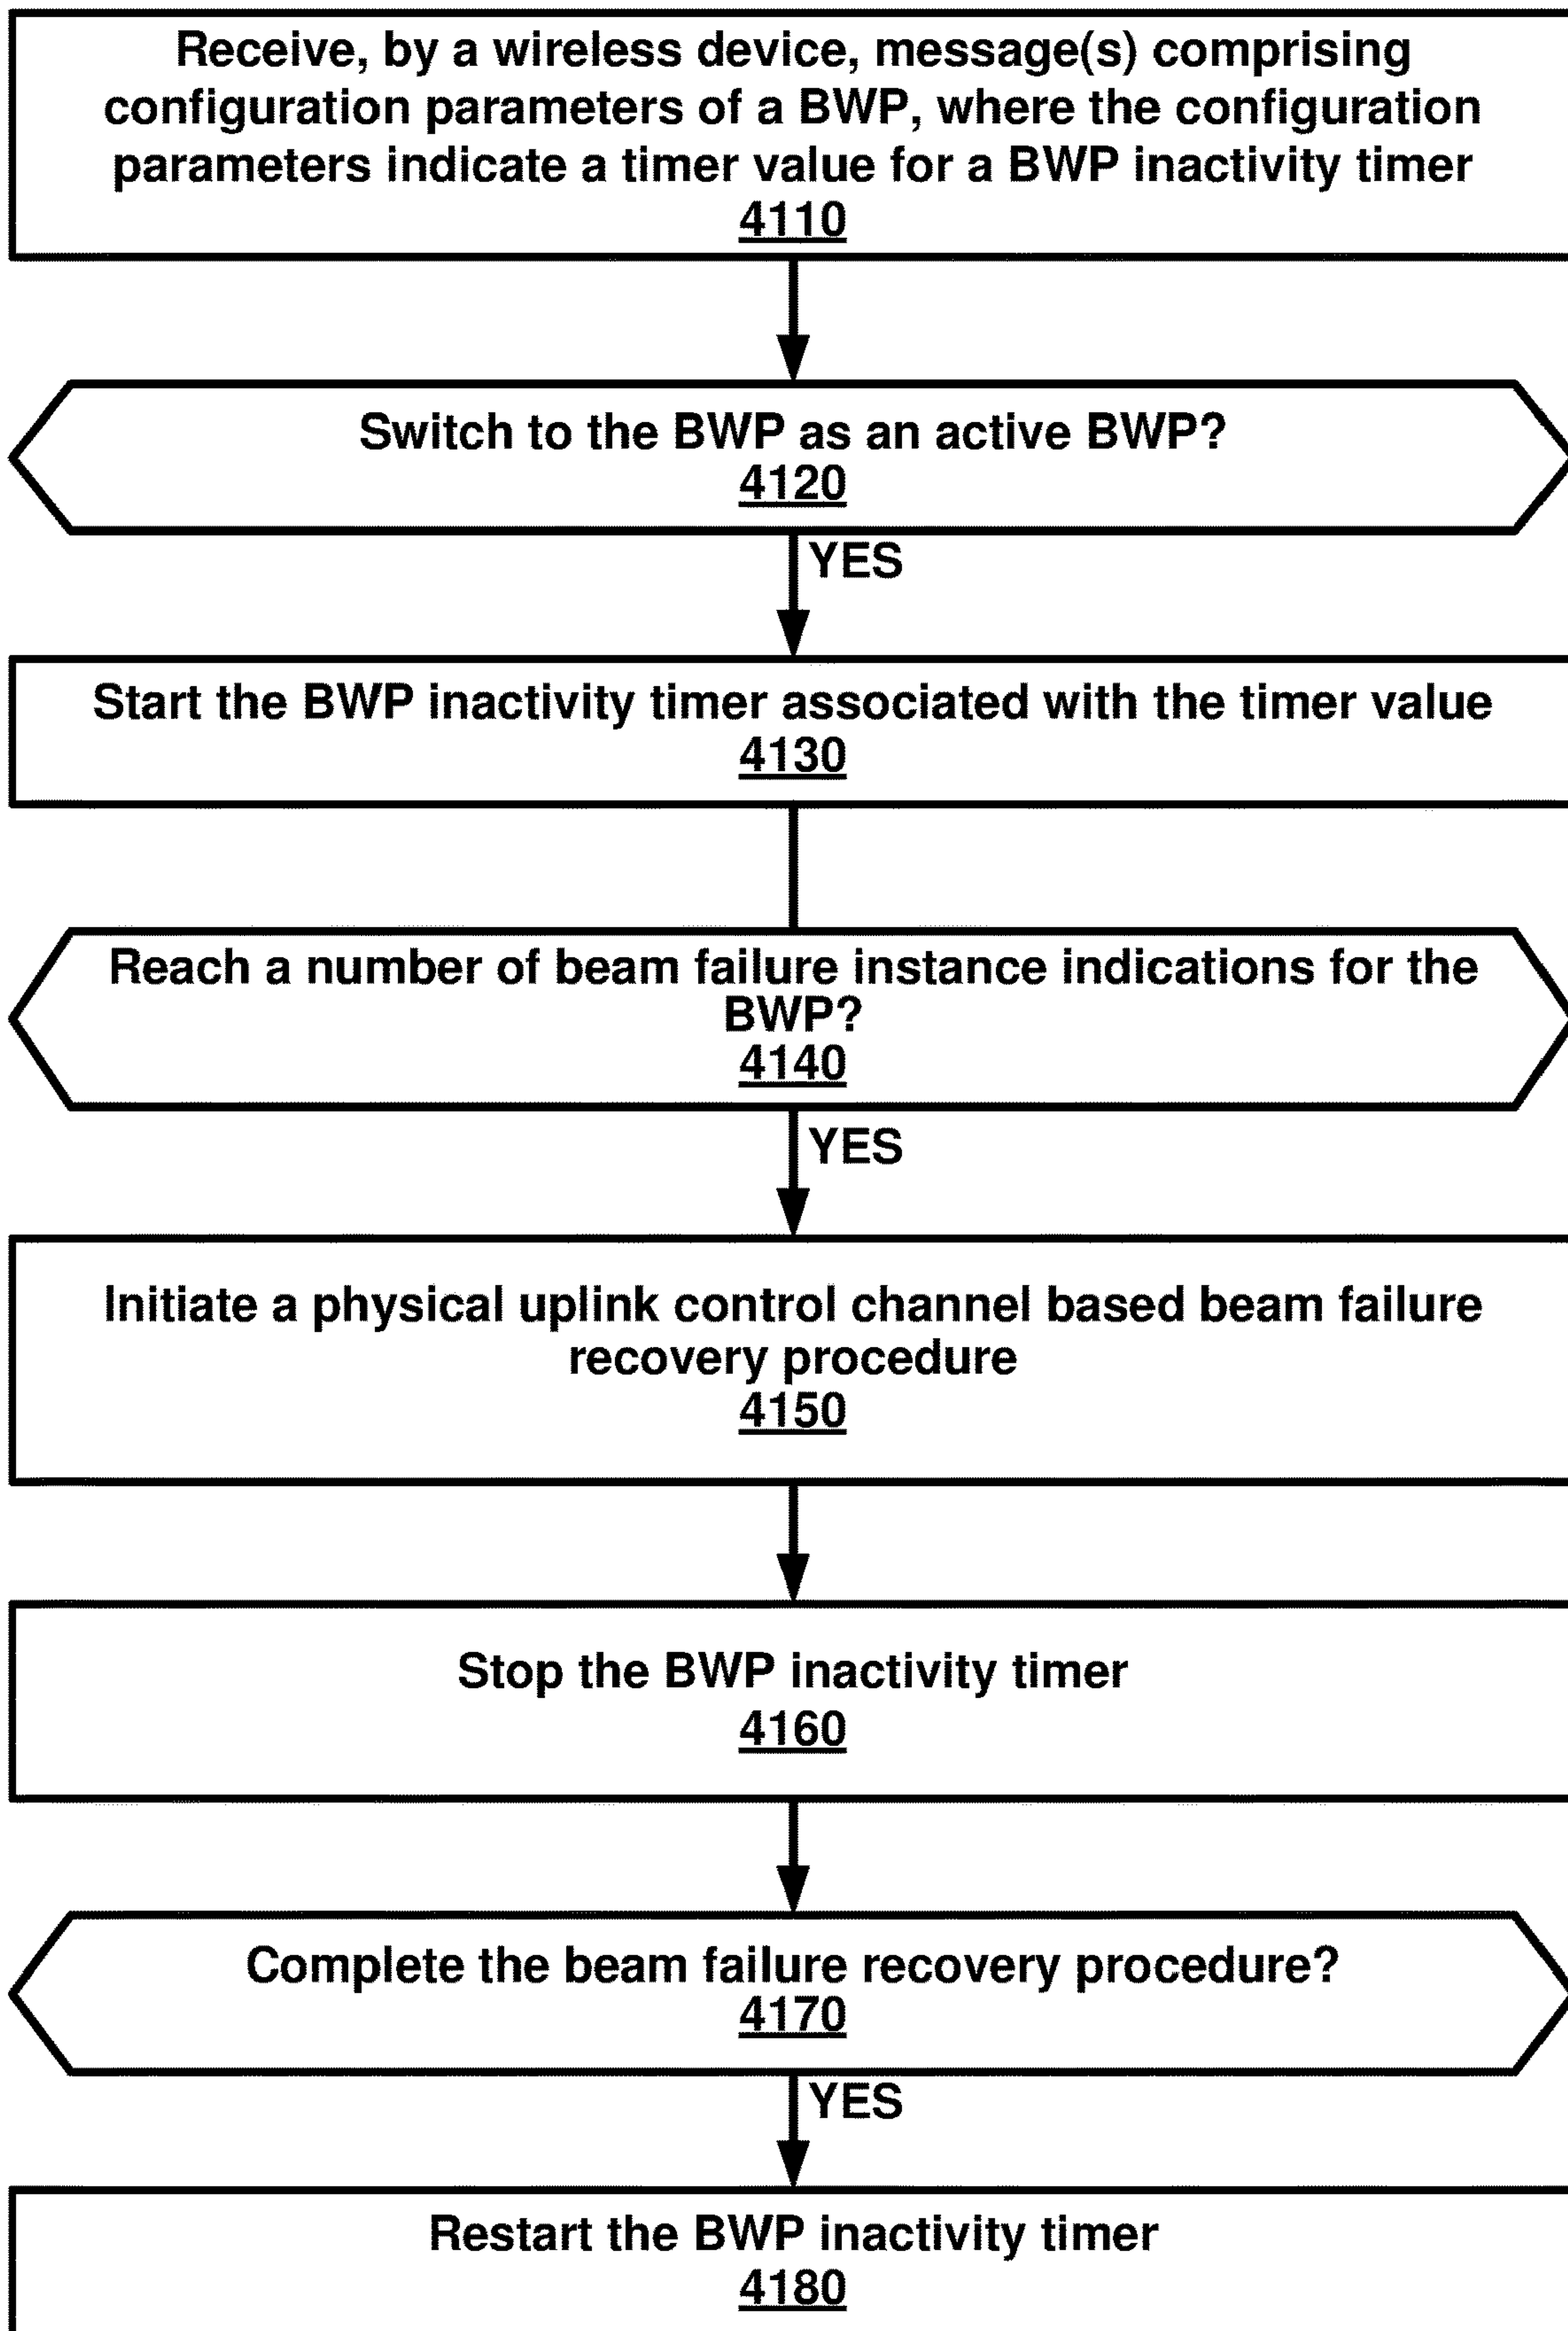 Receive, by a wireless device, message(s) comprising
configuration parameters of a BWP, where the configuration
parameters indicate a timer value for a BWP inactivity timer
4110
Switch to the BWP as an active BWP?
4120
YES
Start the BWP inactivity timer associated with the timer value
4130
Reach a number of beam failure instance indications for the
BWP?
4140
YES
Initiate a physical uplink control channel based beam failure
recovery procedure
4150
Stop the BWP inactivity timer
4160
Complete the beam failure recovery procedure?
4170
YES
Restart the BWP inactivity timer
4180